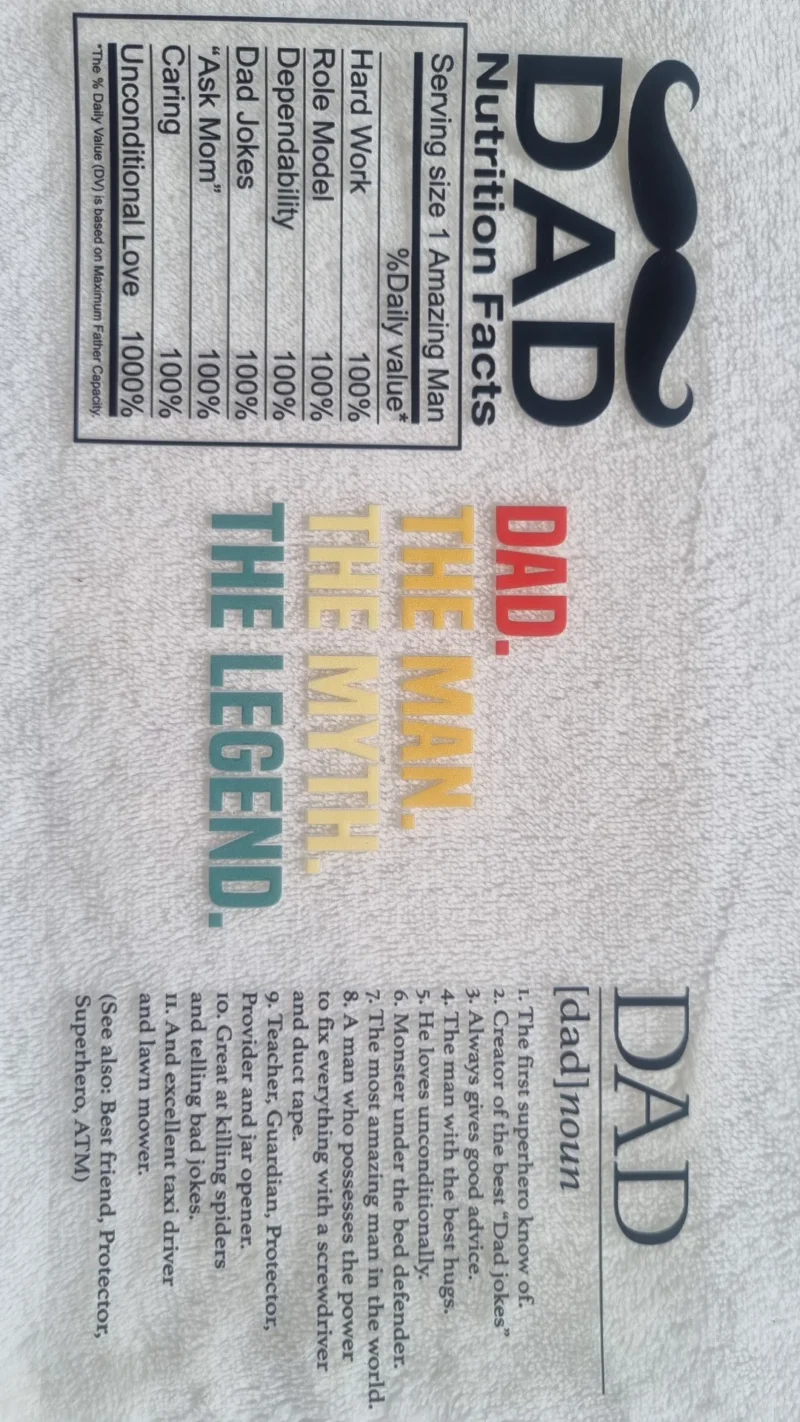 DAD
Nutrition Facts
Serving size 1 Amazing Man
%Daily value*
Hard Work 100%
Role Model 100%
Dependability 100%
Dad Jokes 100%
“Ask Mom” 100%
Caring 100%
Unconditional Love 1000%
*The % Daily Value (DV) is based on Maximum Father Capacity.
DAD.
THE MAN.
THE MYTH.
THE LEGEND.
DAD
[dad]noun
1. The first superhero know of.
2. Creator of the best “Dad jokes”
3. Always gives good advice.
4. The man with the best hugs.
5. He loves unconditionally.
6. Monster under the bed defender.
7. The most amazing man in the world.
8. A man who possesses the power
to fix everything with a screwdriver
and duct tape.
9. Teacher, Guardian, Protector,
Provider and jar opener.
10. Great at killing spiders
and telling bad jokes.
11. And excellent taxi driver
and lawn mower.
(See also: Best friend, Protector,
Superhero, ATM)